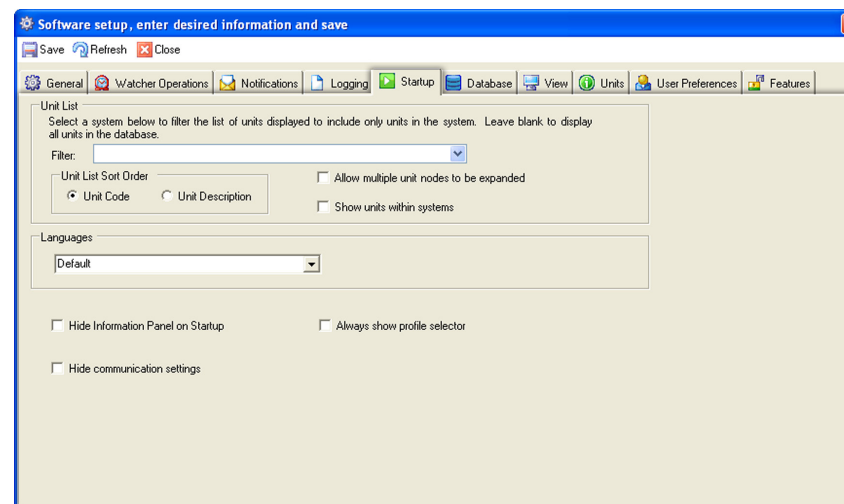 Software setup, enter desired information and save
Save Refresh Close
General Watcher Operations Notifications Logging Startup Database View Units User Preferences Features
Unit List
Select a system below to filter the list of units displayed to include only units in the system. Leave blank to display
all units in the database.
Filter:
Unit List Sort Order
Allow multiple unit nodes to be expanded
Unit Code Unit Description
Show units within systems
Languages
Default
Hide Information Panel on Startup Always show profile selector
Hide communication settings